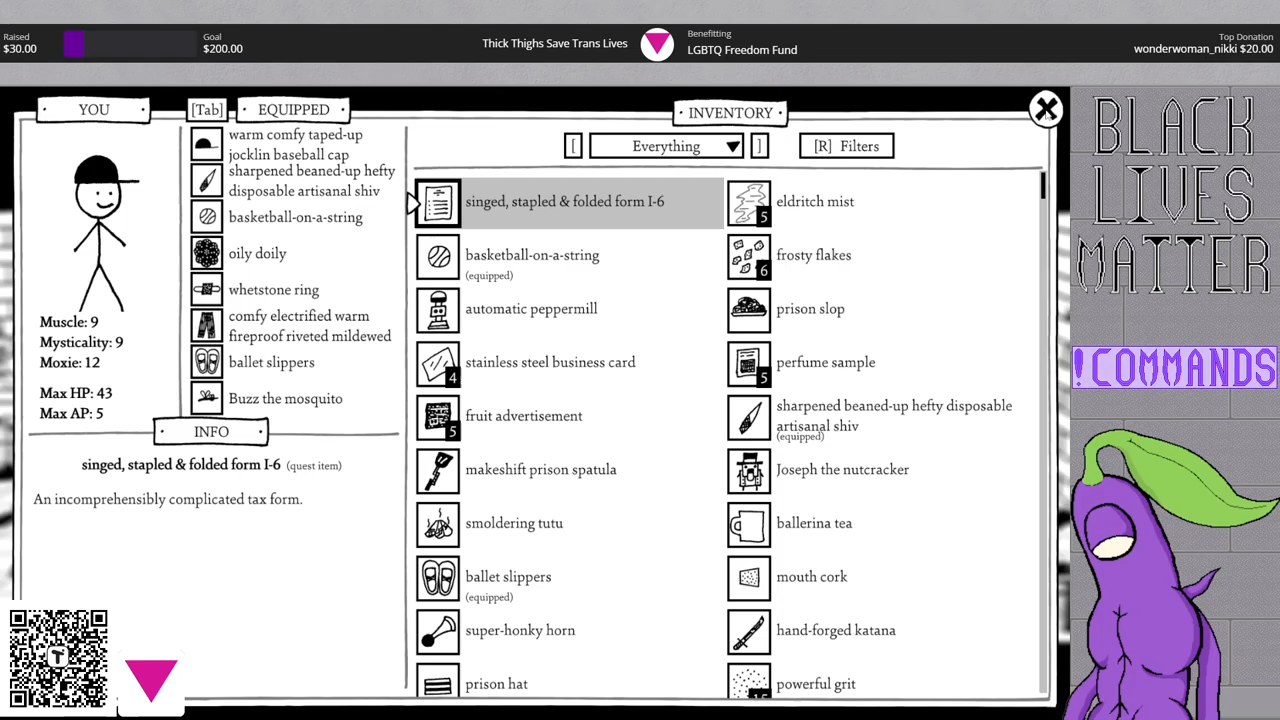 Raised
$30.00
Goal
$200.00
Thick Thighs Save Trans Lives
Benefitting
LGBTQ Freedom Fund
Top Donation
wonderwoman_nikki $20.00
YOU
[Tab]
EQUIPPED
INVENTORY
warm comfy taped-up
jocklin baseball cap
sharpened beaned-up hefty
disposable artisanal shiv
basketball-on-a-string
oily doily
whetstone ring
comfy electrified warm
fireproof riveted mildewed
ballet slippers
Buzz the mosquito
Muscle: 9
Mysticality: 9
Moxie: 12
Max HP: 43
Max AP: 5
INFO
singed, stapled & folded form I-6 (quest item)
An incomprehensibly complicated tax form.
[
Everything
]
[R] Filters
singed, stapled & folded form I-6
basketball-on-a-string
(equipped)
automatic peppermill
stainless steel business card
4
fruit advertisement
5
makeshift prison spatula
smoldering tutu
ballet slippers
(equipped)
super-honky horn
prison hat
eldritch mist
5
frosty flakes
6
prison slop
perfume sample
5
sharpened beaned-up hefty disposable
artisanal shiv
(equipped)
Joseph the nutcracker
ballerina tea
mouth cork
hand-forged katana
powerful grit
15
BLACK
LIVES
MATTER
!COMMANDS